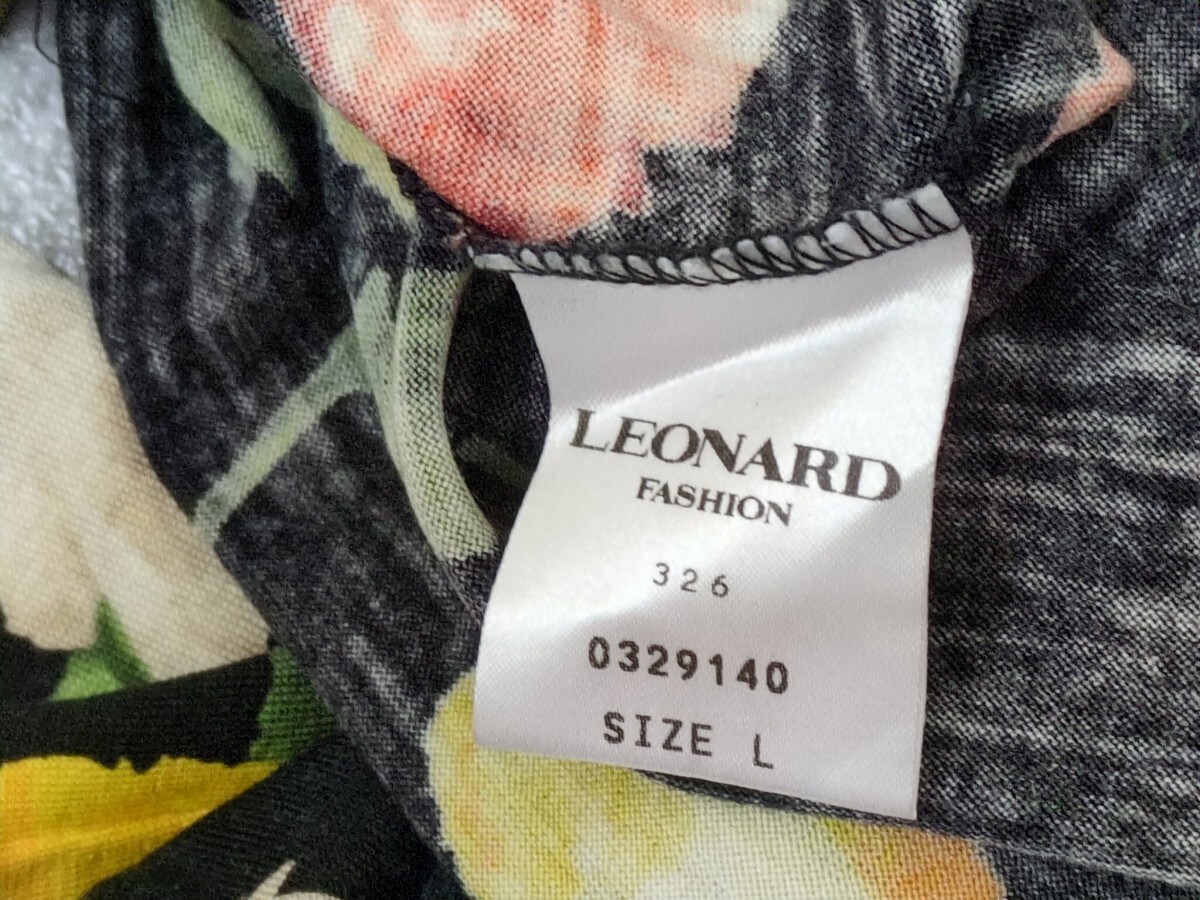 LEONARD
FASHION
326
0329140
SIZE L